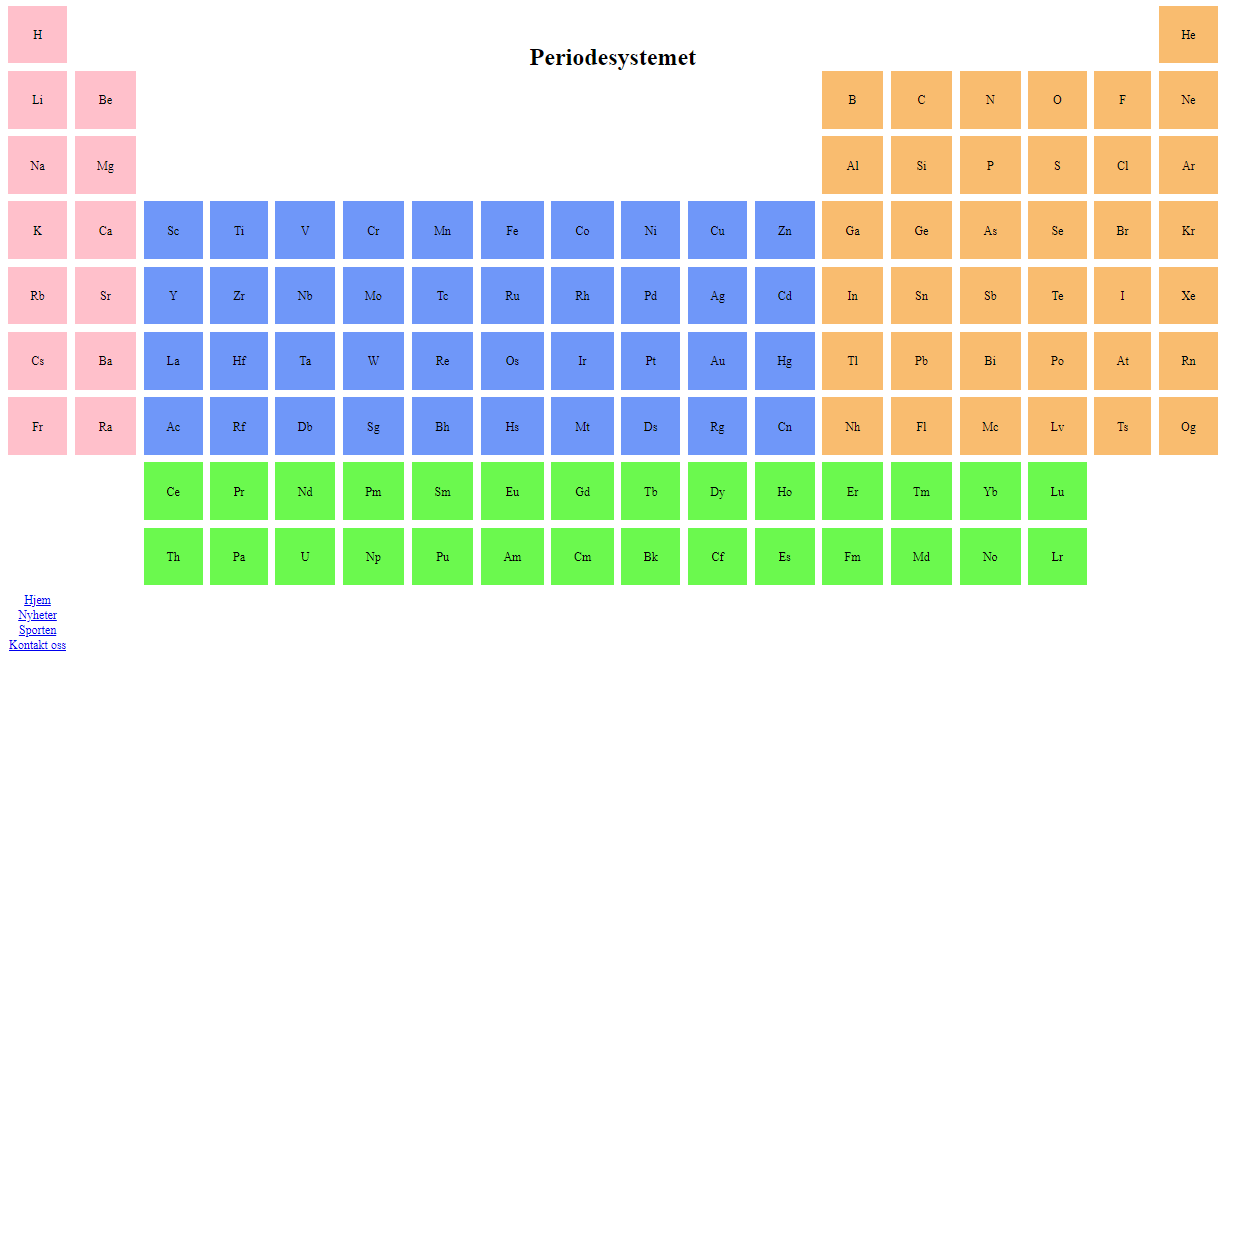 H He
Periodesystemet
Li Be B C N O F Ne
Na Mg Al Si P S Cl Ar
K Ca Sc Ti V Cr Mn Fe Co Ni Cu Zn Ga Ge As Se Br Kr
Rb Sr Y Zr Nb Mo Tc Ru Rh Pd Ag Cd In Sn Sb Te I Xe
Cs Ba La Hf Ta W Re Os Ir Pt Au Hg Tl Pb Bi Po At Rn
Fr Ra Ac Rf Db Sg Bh Hs Mt Ds Rg Cn Nh Fl Mc Lv Ts Og
Ce Pr Nd Pm Sm Eu Gd Tb Dy Ho Er Tm Yb Lu
Th Pa U Np Pu Am Cm Bk Cf Es Fm Md No Lr
Hjem
Nyheter
Sporten
Kontakt oss